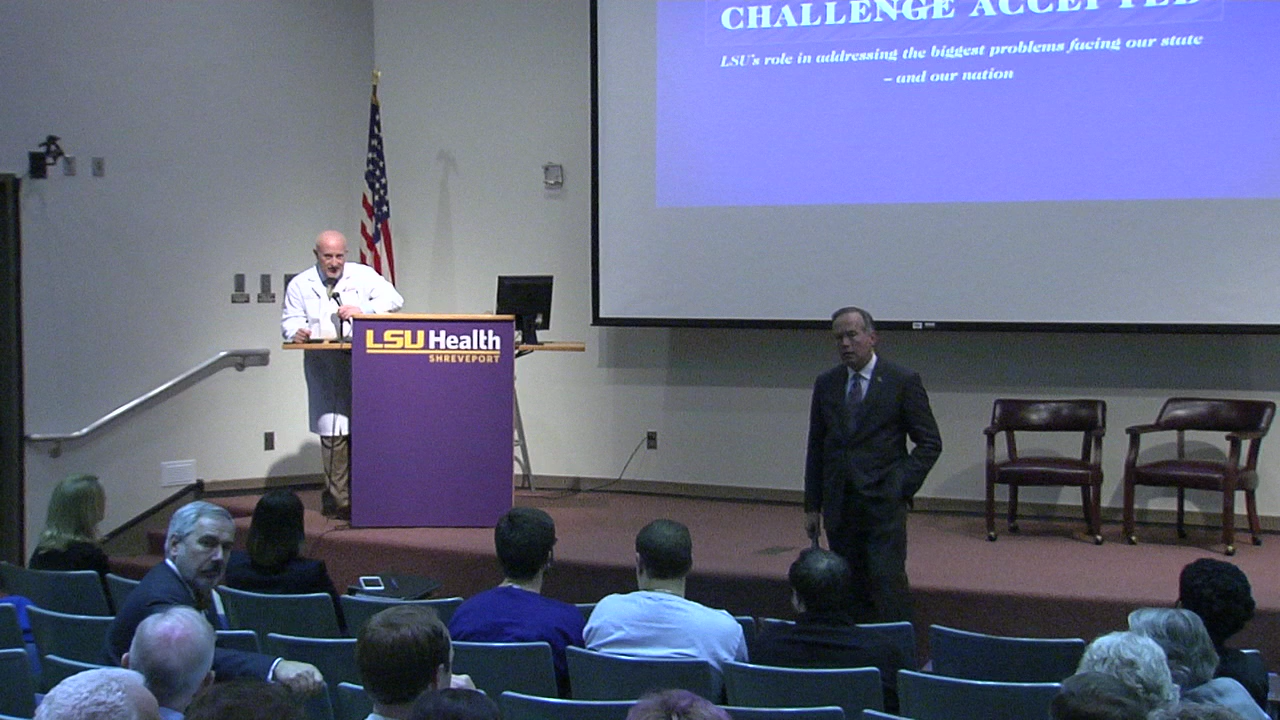 CHALLENGE ACCEPTED
LSU's role in addressing the biggest problems facing our state
– and our nation
LSU Health
SHREVEPORT